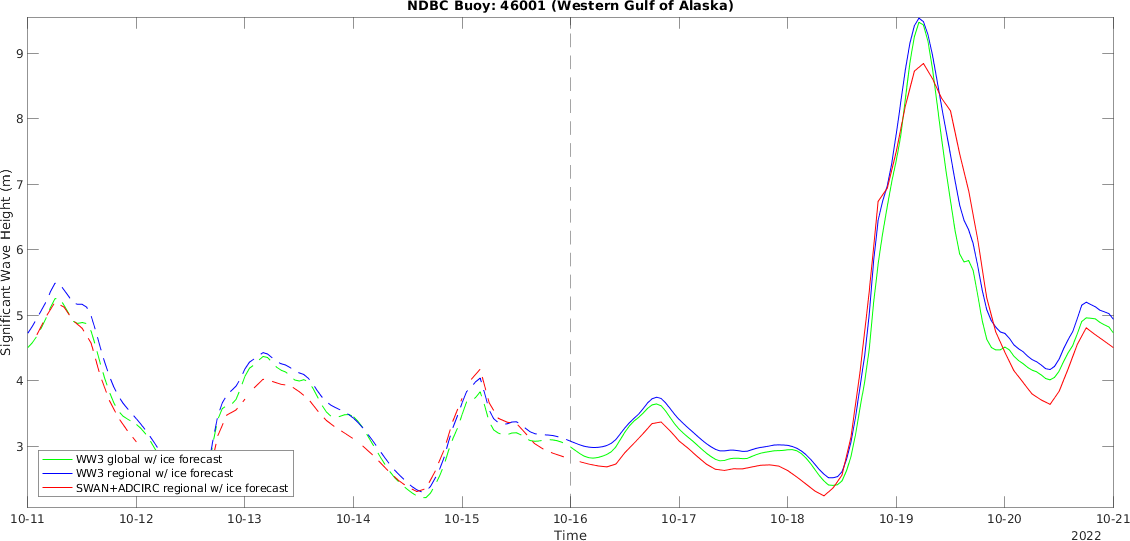 NDBC Buoy: 46001 (Western Gulf of Alaska)
9
8
7
6
5
4
3
Significant Wave Height (m)
WW3 global w/ ice forecast
WW3 regional w/ ice forecast
SWAN+ADCIRC regional w/ ice forecast
10-11 10-12 10-13 10-14 10-15 10-16 10-17 10-18 10-19 10-20 10-21
Time 2022